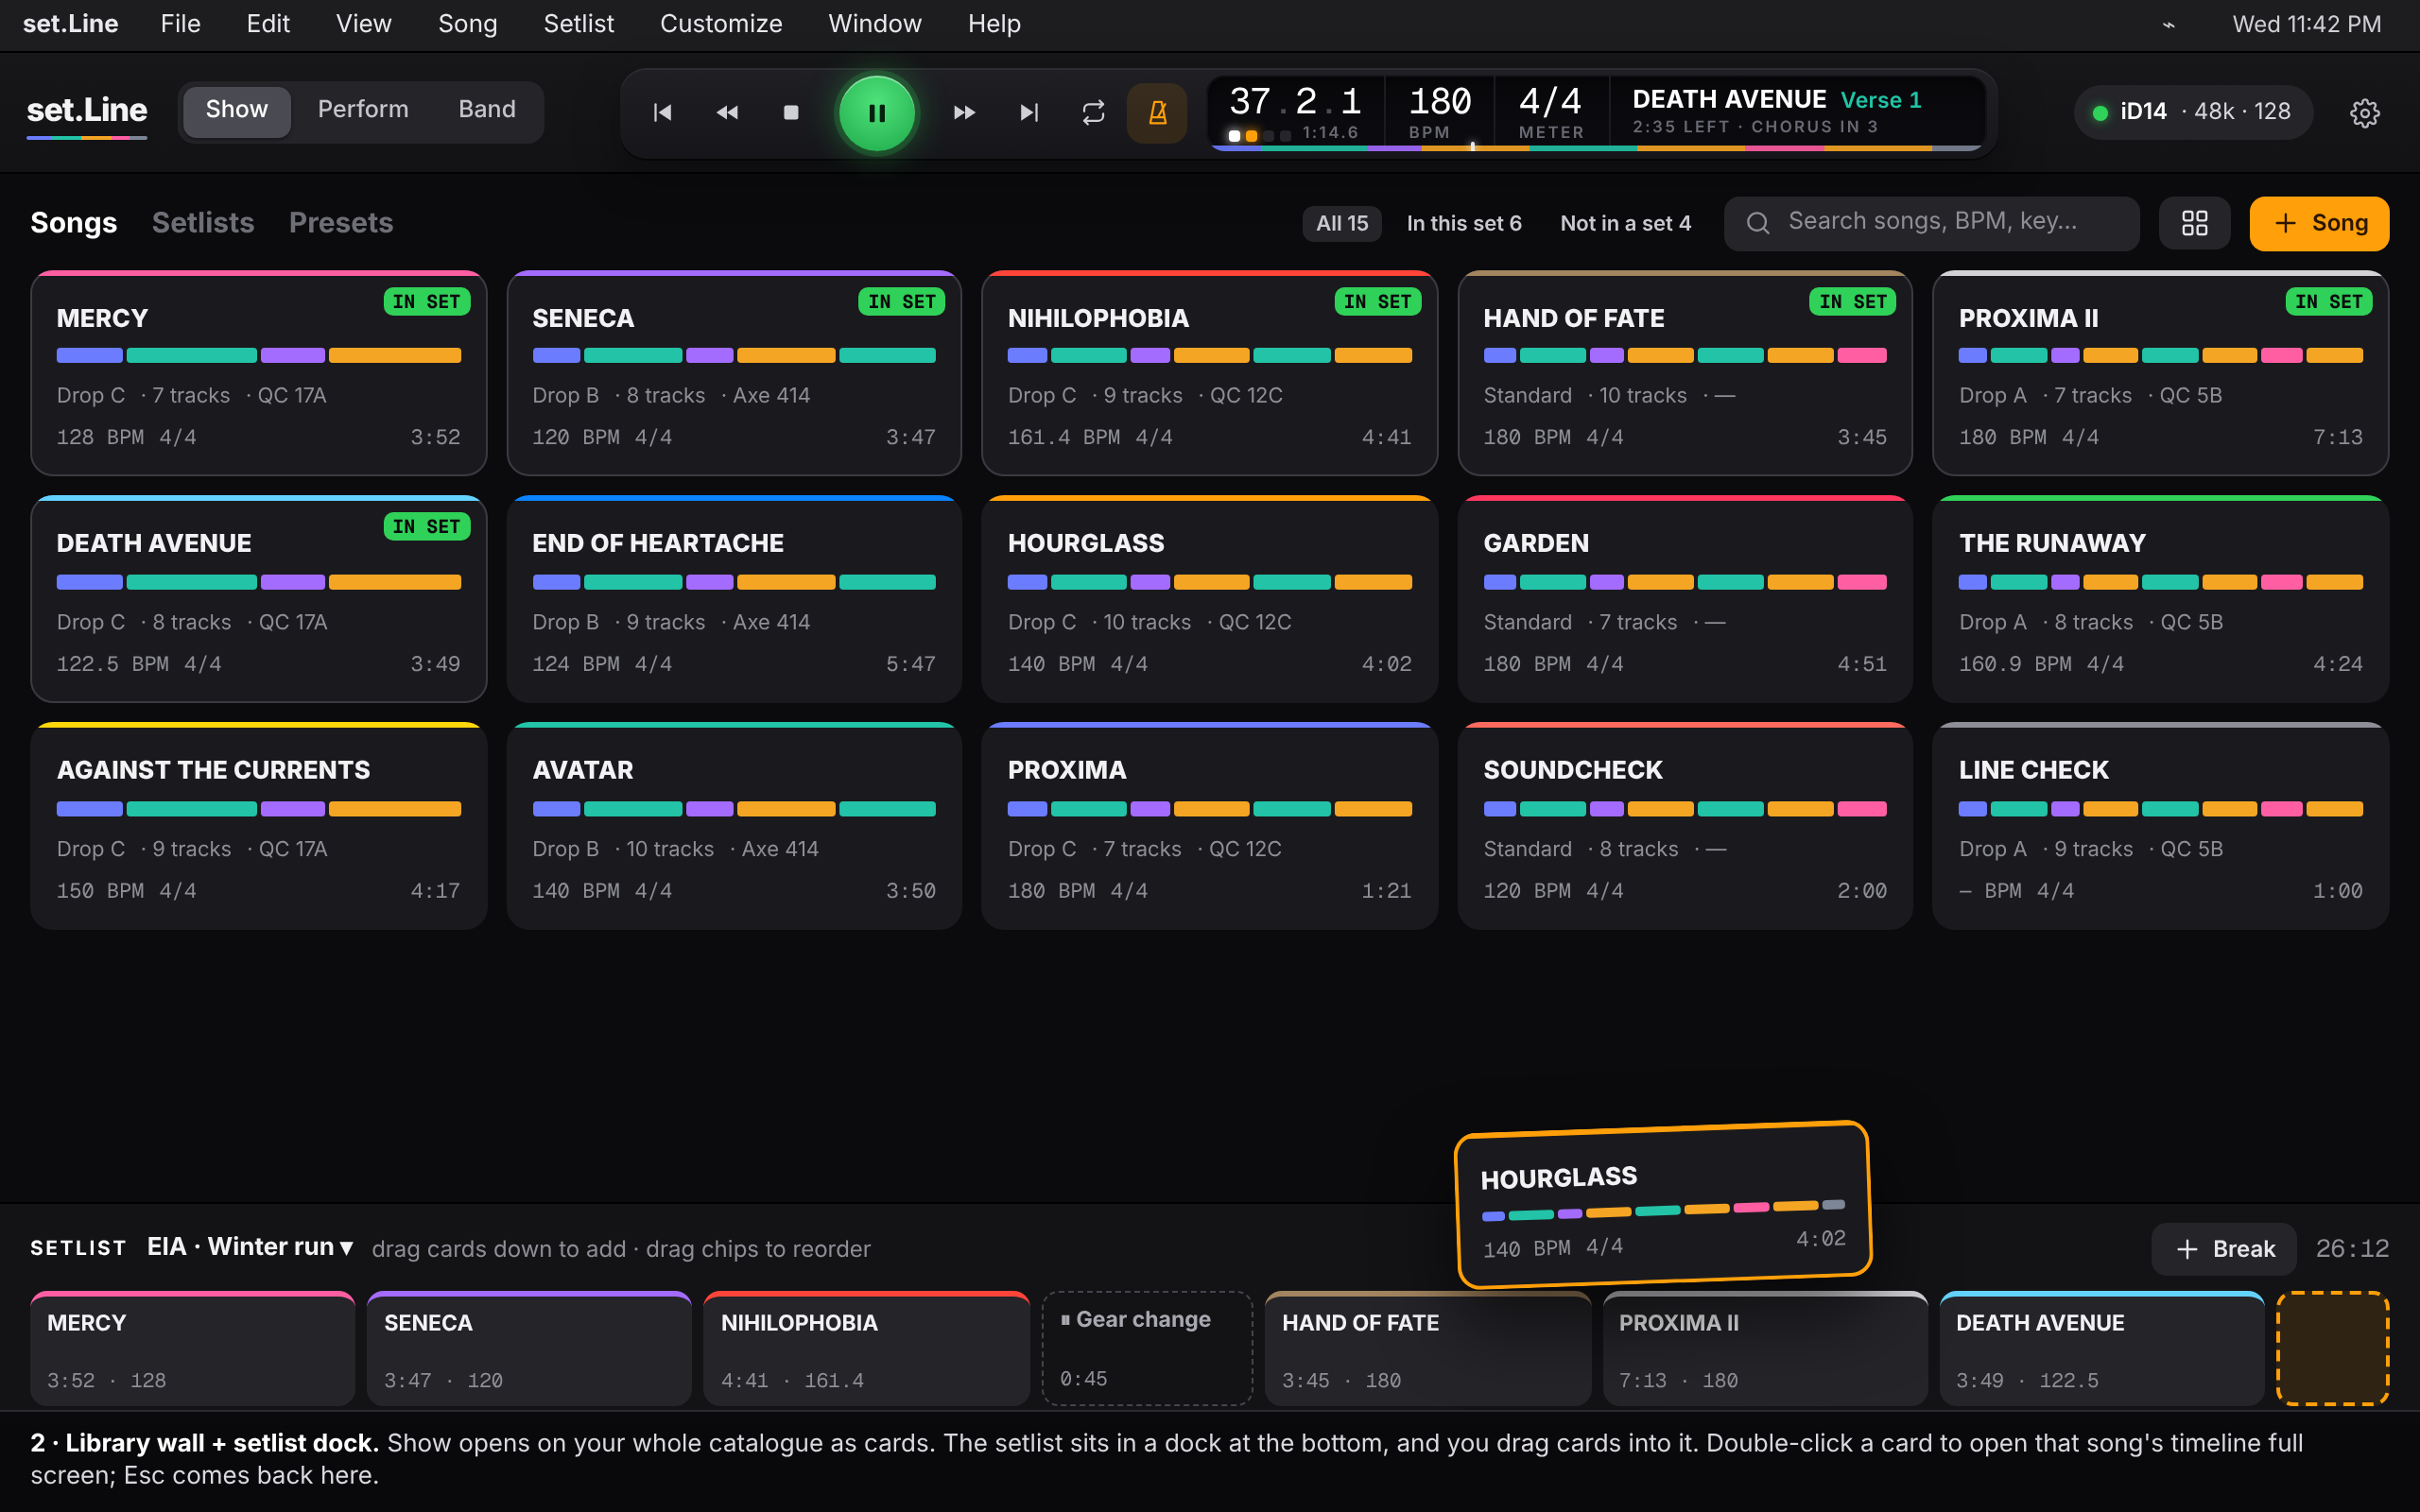 set.Line File Edit View Song Setlist Customize Window Help Wed 11:42 PM
set.Line Show Perform Band 37.2.1 1:14.6 180 BPM 4/4 METER DEATH AVENUE Verse 1 2:35 LEFT · CHORUS IN 3 iD14 · 48k · 128
Songs Setlists Presets All 15 In this set 6 Not in a set 4 Search songs, BPM, key... + Song
MERCY IN SET
Drop C · 7 tracks · QC 17A
128 BPM 4/4 3:52
SENECA IN SET
Drop B · 8 tracks · Axe 414
120 BPM 4/4 3:47
NIHILOPHOBIA IN SET
Drop C · 9 tracks · QC 12C
161.4 BPM 4/4 4:41
HAND OF FATE IN SET
Standard · 10 tracks · —
180 BPM 4/4 3:45
PROXIMA II IN SET
Drop A · 7 tracks · QC 5B
180 BPM 4/4 7:13
DEATH AVENUE IN SET
Drop C · 8 tracks · QC 17A
122.5 BPM 4/4 3:49
END OF HEARTACHE
Drop B · 9 tracks · Axe 414
124 BPM 4/4 5:47
HOURGLASS
Drop C · 10 tracks · QC 12C
140 BPM 4/4 4:02
GARDEN
Standard · 7 tracks · —
180 BPM 4/4 4:51
THE RUNAWAY
Drop A · 8 tracks · QC 5B
160.9 BPM 4/4 4:24
AGAINST THE CURRENTS
Drop C · 9 tracks · QC 17A
150 BPM 4/4 4:17
AVATAR
Drop B · 10 tracks · Axe 414
140 BPM 4/4 3:50
PROXIMA
Drop C · 7 tracks · QC 12C
180 BPM 4/4 1:21
SOUNDCHECK
Standard · 8 tracks · —
120 BPM 4/4 2:00
LINE CHECK
Drop A · 9 tracks · QC 5B
— BPM 4/4 1:00
HOURGLASS
140 BPM 4/4 4:02
SETLIST EIA · Winter run ▾ drag cards down to add · drag chips to reorder + Break 26:12
MERCY
3:52 · 128
SENECA
3:47 · 120
NIHILOPHOBIA
4:41 · 161.4
Gear change
0:45
HAND OF FATE
3:45 · 180
PROXIMA II
7:13 · 180
DEATH AVENUE
3:49 · 122.5
2 · Library wall + setlist dock. Show opens on your whole catalogue as cards. The setlist sits in a dock at the bottom, and you drag cards into it. Double-click a card to open that song's timeline full
screen; Esc comes back here.